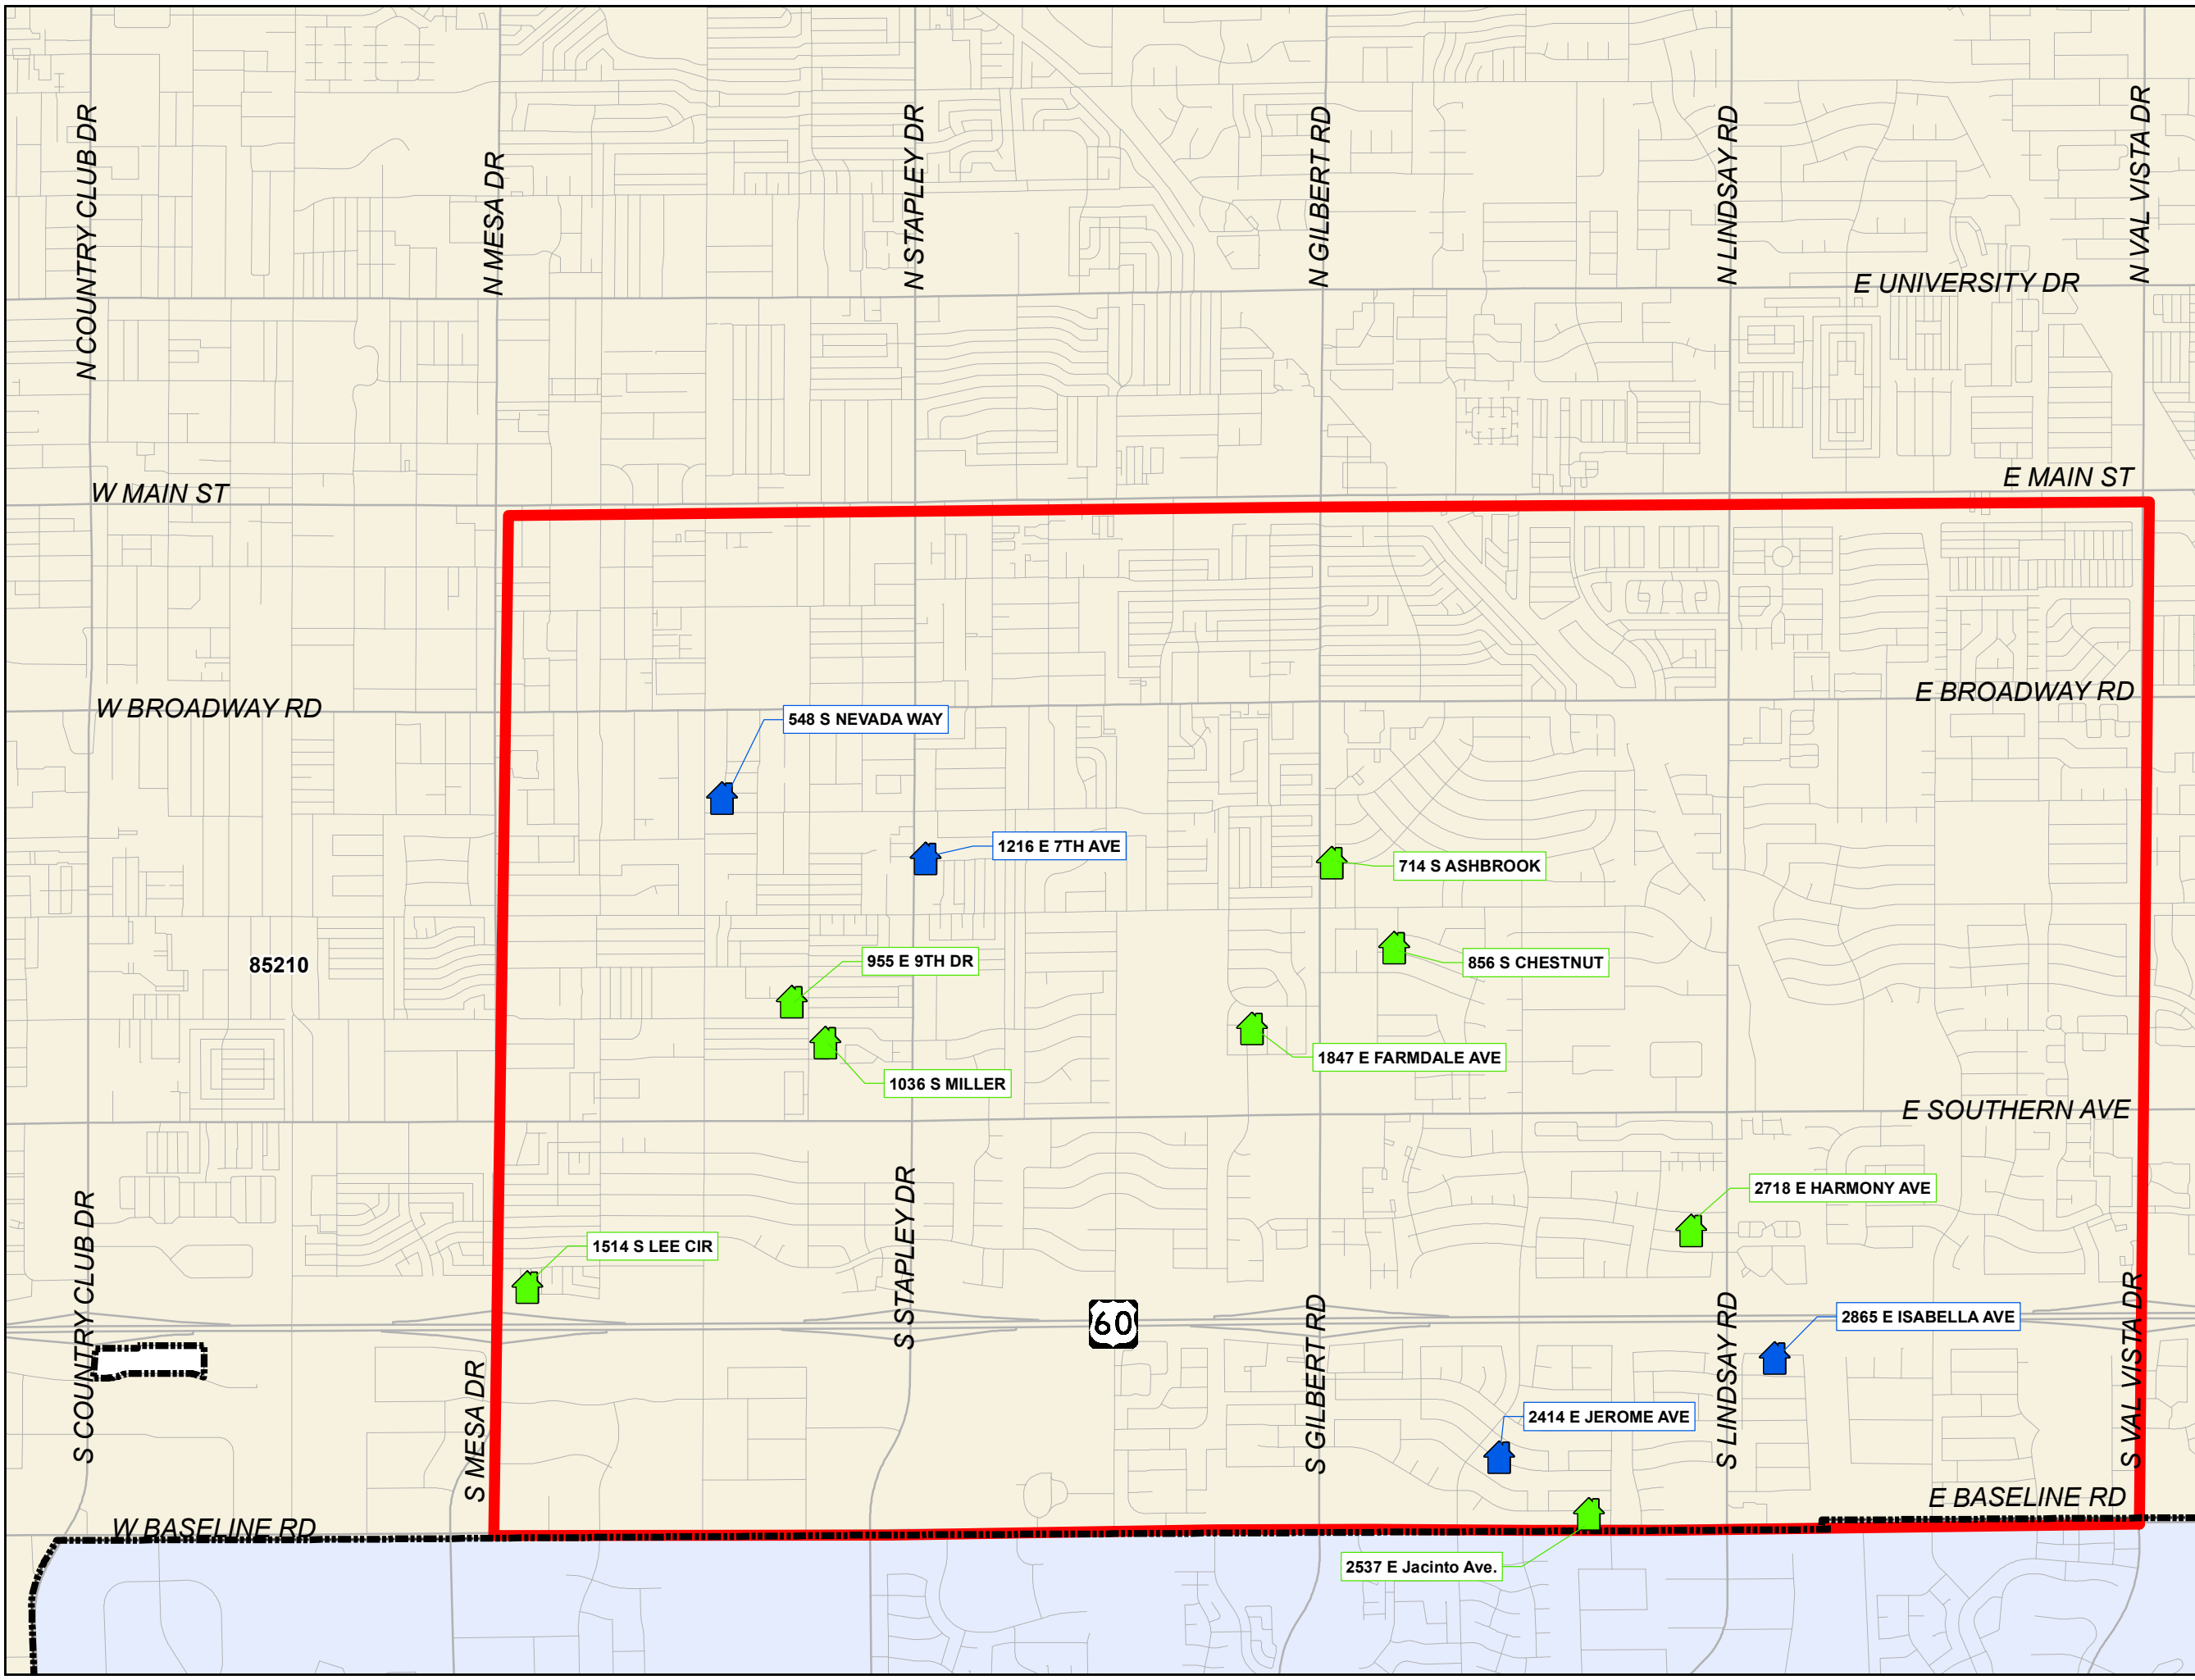 N COUNTRY CLUB DR
N MESA DR
N STAPLEY DR
N GILBERT RD
N LINDSAY RD
N VAL VISTA DR
E UNIVERSITY DR
W MAIN ST
E MAIN ST
W BROADWAY RD
E BROADWAY RD
548 S NEVADA WAY
1216 E 7TH AVE
714 S ASHBROOK
85210
955 E 9TH DR
856 S CHESTNUT
1847 E FARMDALE AVE
1036 S MILLER
E SOUTHERN AVE
2718 E HARMONY AVE
1514 S LEE CIR
S COUNTRY CLUB DR
S MESA DR
S STAPLEY DR
60
S GILBERT RD
S LINDSAY RD
S VAL VISTA DR
2865 E ISABELLA AVE
2414 E JEROME AVE
W BASELINE RD
E BASELINE RD
2537 E Jacinto Ave.